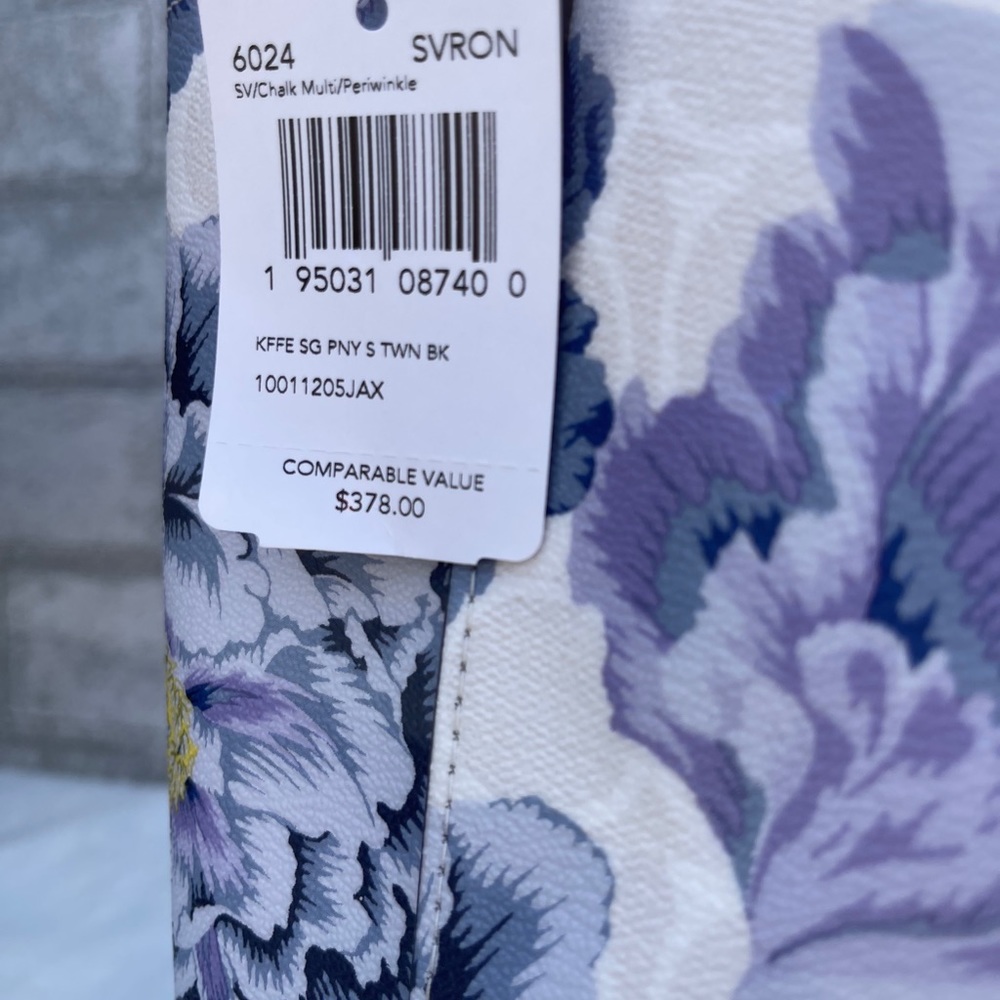 6024 SVRON
SV/Chalk Multi/Periwinkle
1 95031 08740 0
KFFE SG PNY S TWN BK
10011205JAX
COMPARABLE VALUE
$378.00